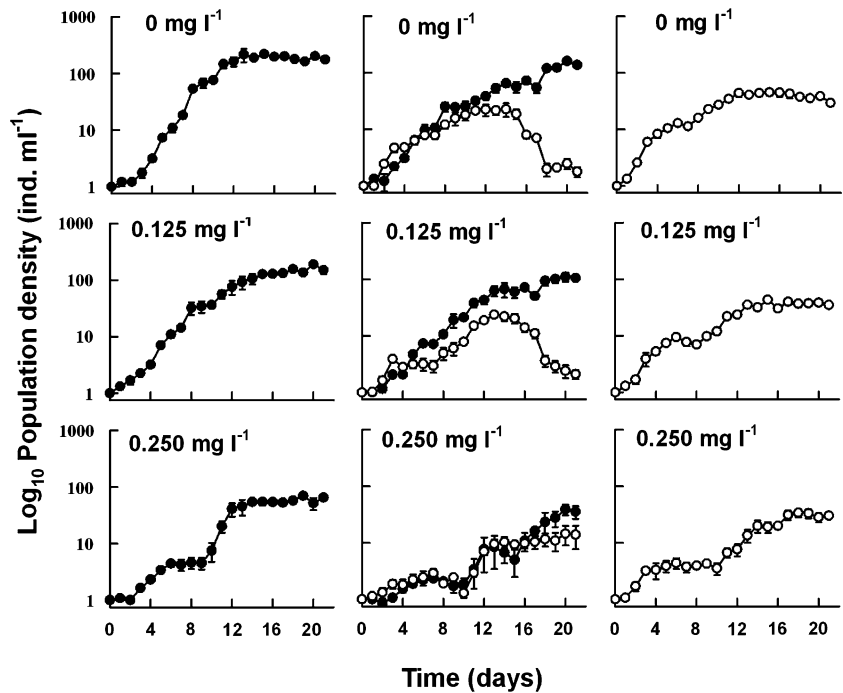 0 mg l-1
0 mg l-1
0 mg l-1
1000
100
10
1
0.125 mg l-1
0.125 mg l-1
0.125 mg l-1
1000
100
10
1
0.250 mg l-1
0.250 mg l-1
0.250 mg l-1
1000
100
10
1
0 4 8 12 16 20
0 4 8 12 16 20
0 4 8 12 16 20
Log10 Population density (ind. ml-1)
Time (days)